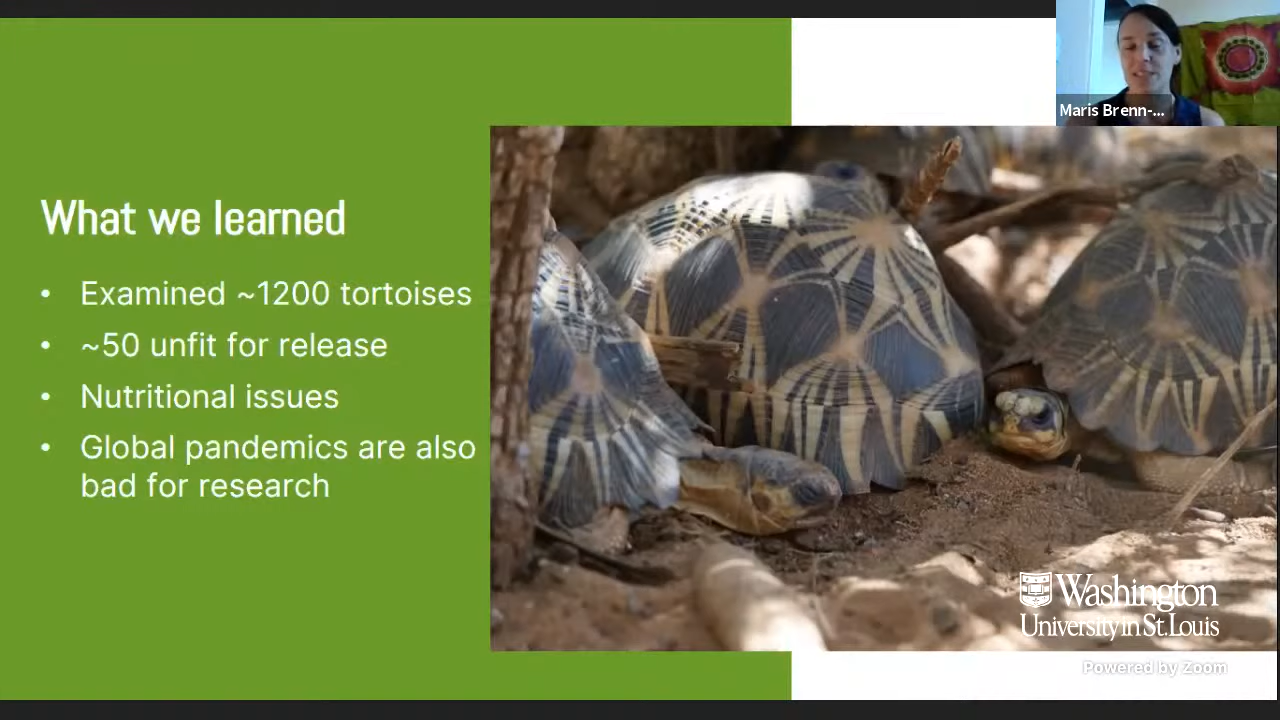 Maris Brenn-...
What we learned
• Examined ~1200 tortoises
• ~50 unfit for release
• Nutritional issues
• Global pandemics are also
bad for research
Washington
University in St. Louis
Powered by Zoom